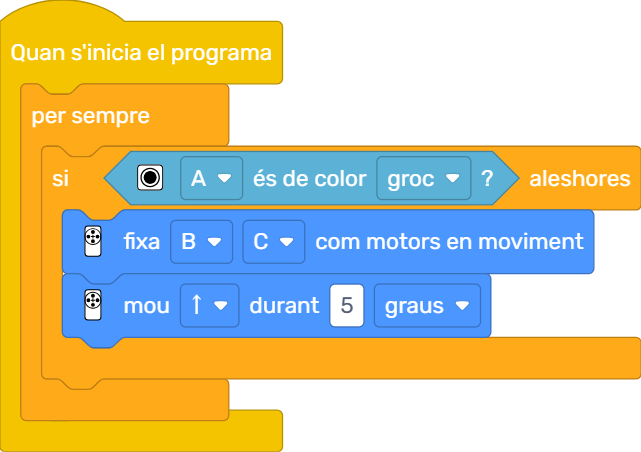 Quan s'inicia el programa
per sempre
si A és de color groc ? aleshores
fixa B C com motors en moviment
mou ↑ durant 5 graus